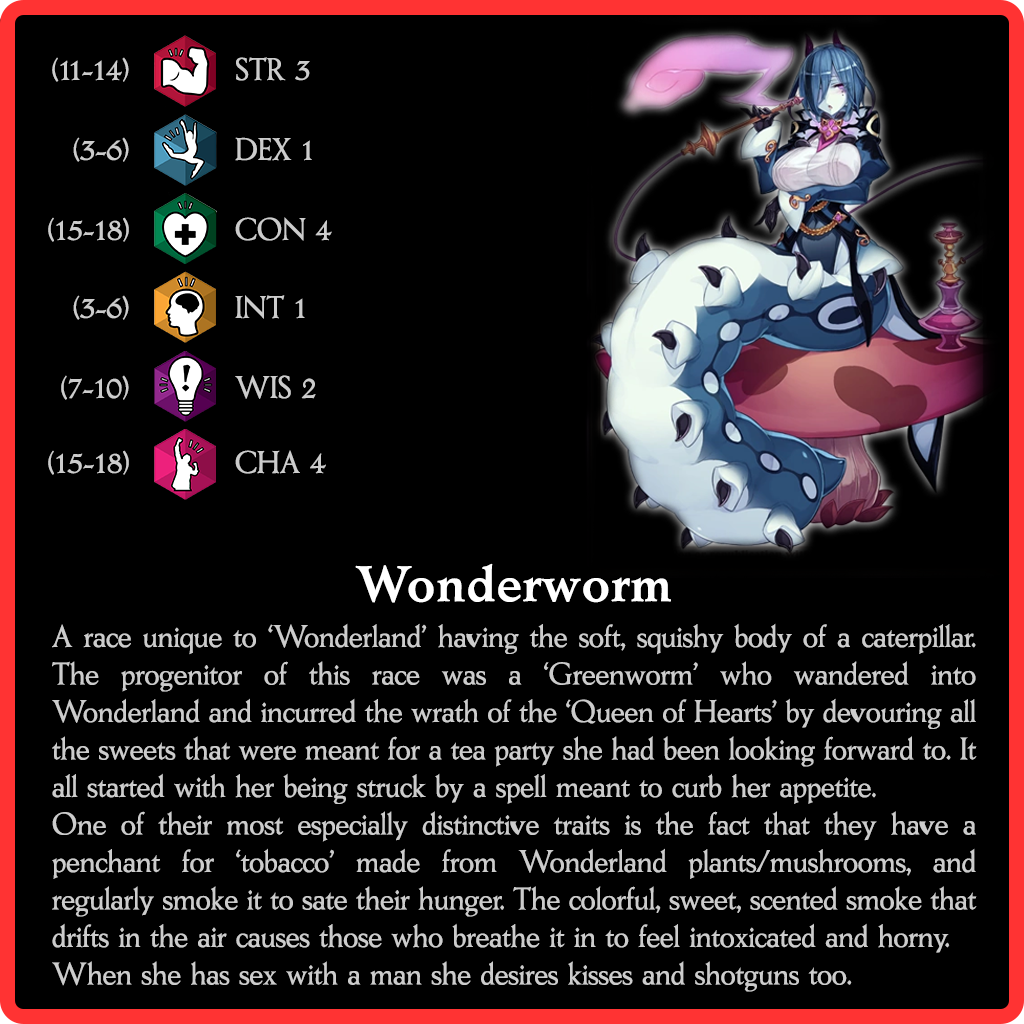 (11-14) STR 3
(3-6) DEX 1
(15-18) CON 4
(3-6) INT 1
(7-10) WIS 2
(15-18) CHA 4
Wonderworm
A race unique to ‘Wonderland’ having the soft, squishy body of a caterpillar.
The progenitor of this race was a ‘Greenworm’ who wandered into
Wonderland and incurred the wrath of the ‘Queen of Hearts’ by devouring all
the sweets that were meant for a tea party she had been looking forward to. It
all started with her being struck by a spell meant to curb her appetite.
One of their most especially distinctive traits is the fact that they have a
penchant for ‘tobacco’ made from Wonderland plants/mushrooms, and
regularly smoke it to sate their hunger. The colorful, sweet, scented smoke that
drifts in the air causes those who breathe it in to feel intoxicated and horny.
When she has sex with a man she desires kisses and shotguns too.